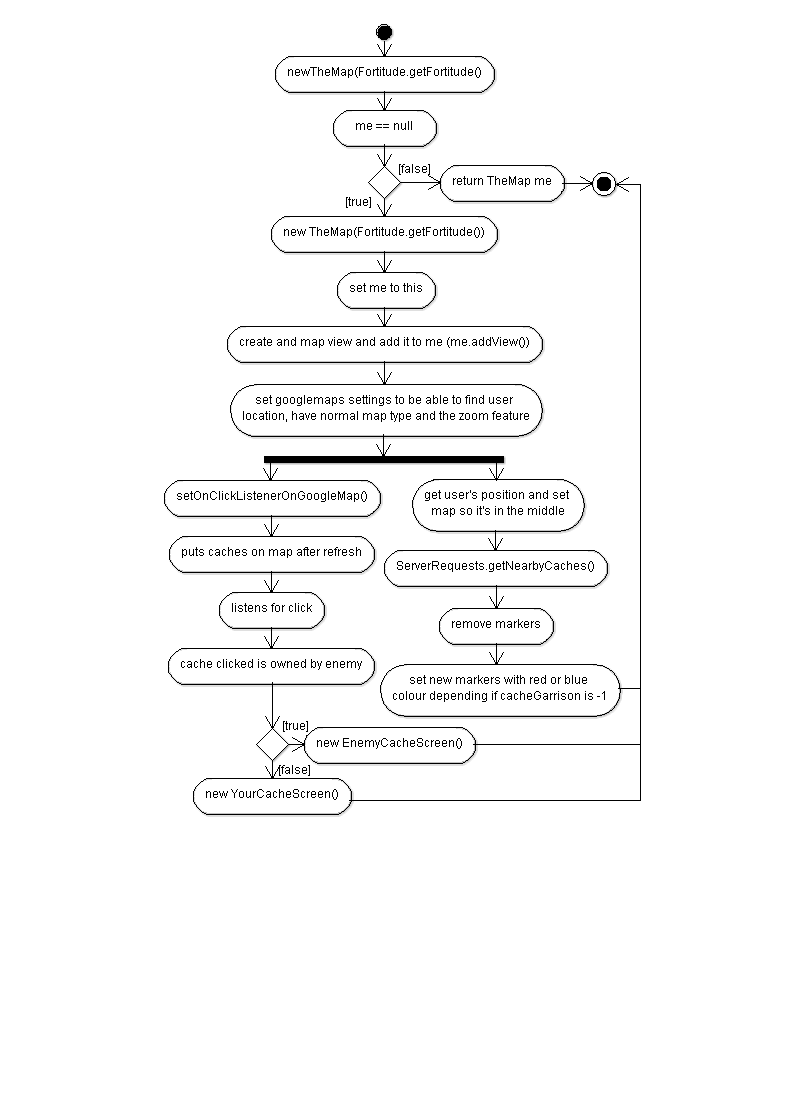 newTheMap(Fortitude.getFortitude()
me == null
[false]
return TheMap me
[true]
new TheMap(Fortitude.getFortitude())
set me to this
create and map view and add it to me (me.addView())
set googlemaps settings to be able to find user
location, have normal map type and the zoom feature
setOnClickListenerOnGoogleMap()
get user's position and set
map so it's in the middle
puts caches on map after refresh
ServerRequests.getNearbyCaches()
listens for click
remove markers
cache clicked is owned by enemy
set new markers with red or blue
colour depending if cacheGarrison is -1
[true]
new EnemyCacheScreen()
[false]
new YourCacheScreen()